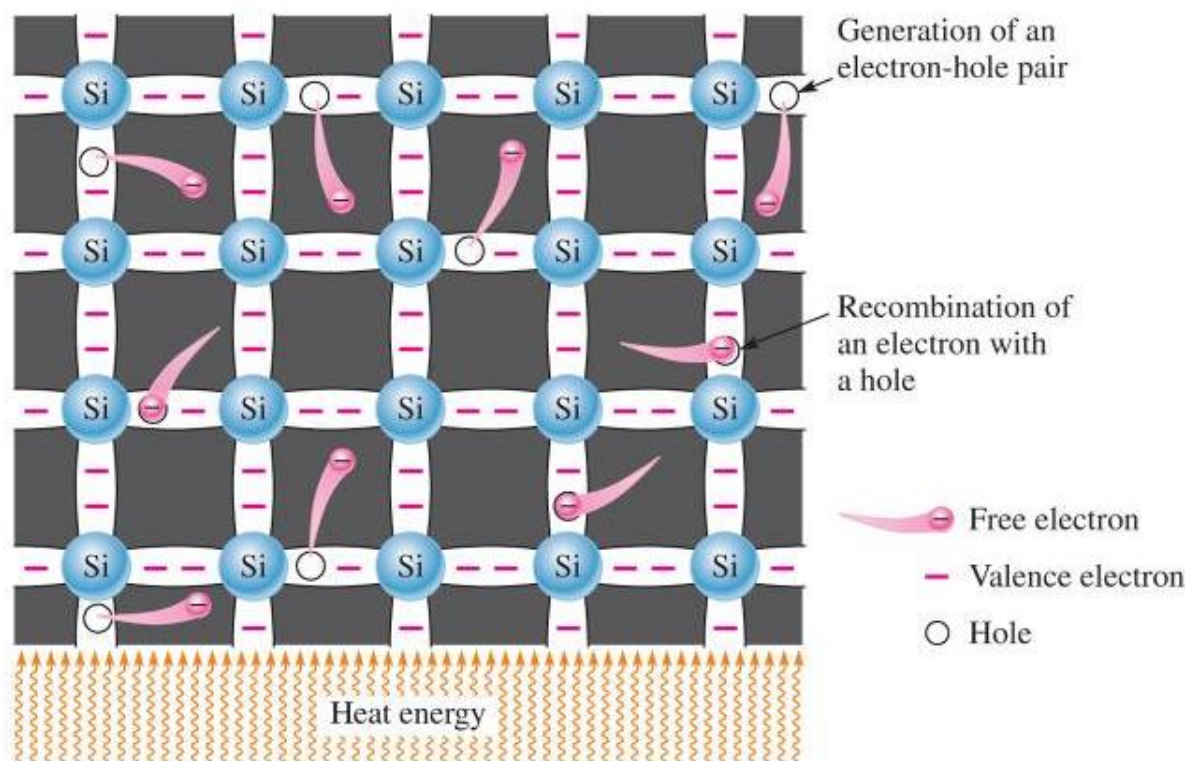 Generation of an
electron-hole pair
Si Si Si Si Si
Si Si Si Si Si
Recombination of
an electron with
a hole
Si Si Si Si Si
Free electron
Si Si Si Si Si
Valence electron
Hole
Heat energy